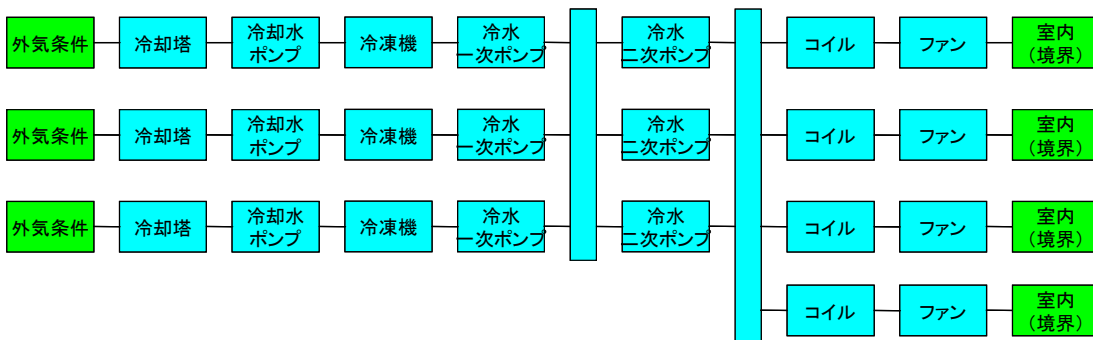 外気条件
冷却塔
冷却水
ポンプ
冷凍機
冷水
一次ポンプ
冷水
二次ポンプ
コイル
ファン
室内
（境界）
外気条件
冷却塔
冷却水
ポンプ
冷凍機
冷水
一次ポンプ
冷水
二次ポンプ
コイル
ファン
室内
（境界）
外気条件
冷却塔
冷却水
ポンプ
冷凍機
冷水
一次ポンプ
冷水
二次ポンプ
コイル
ファン
室内
（境界）
コイル
ファン
室内
（境界）